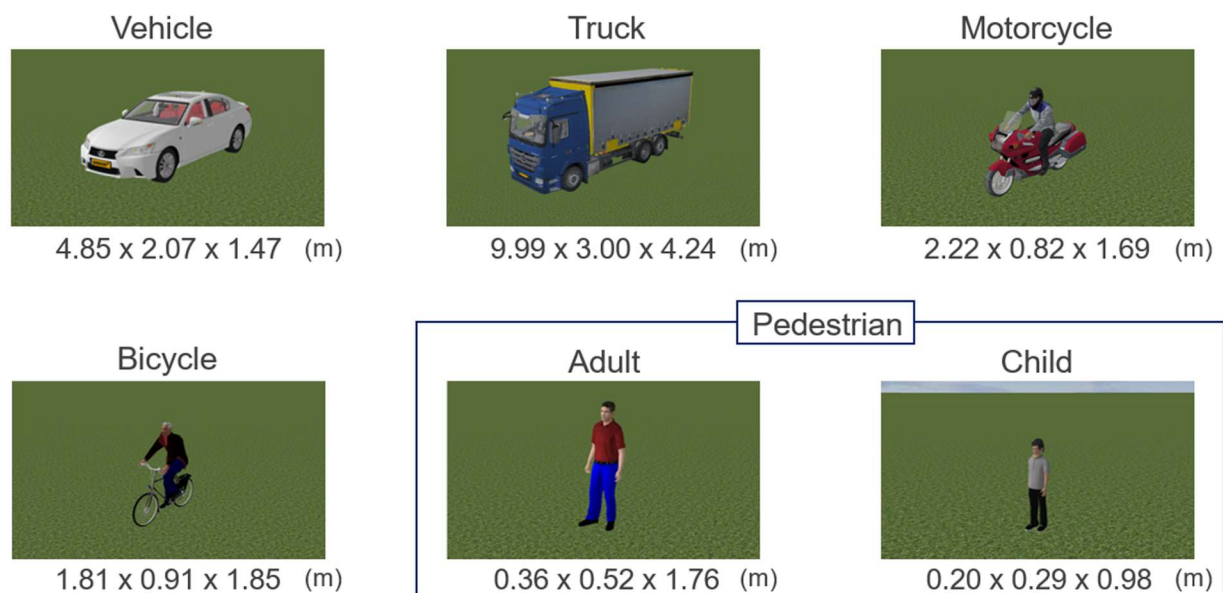 Vehicle
Truck
Motorcycle
4.85 x 2.07 x 1.47 (m)
9.99 x 3.00 x 4.24 (m)
2.22 x 0.82 x 1.69 (m)
Pedestrian
Bicycle
Adult
Child
1.81 x 0.91 x 1.85 (m)
0.36 x 0.52 x 1.76 (m)
0.20 x 0.29 x 0.98 (m)